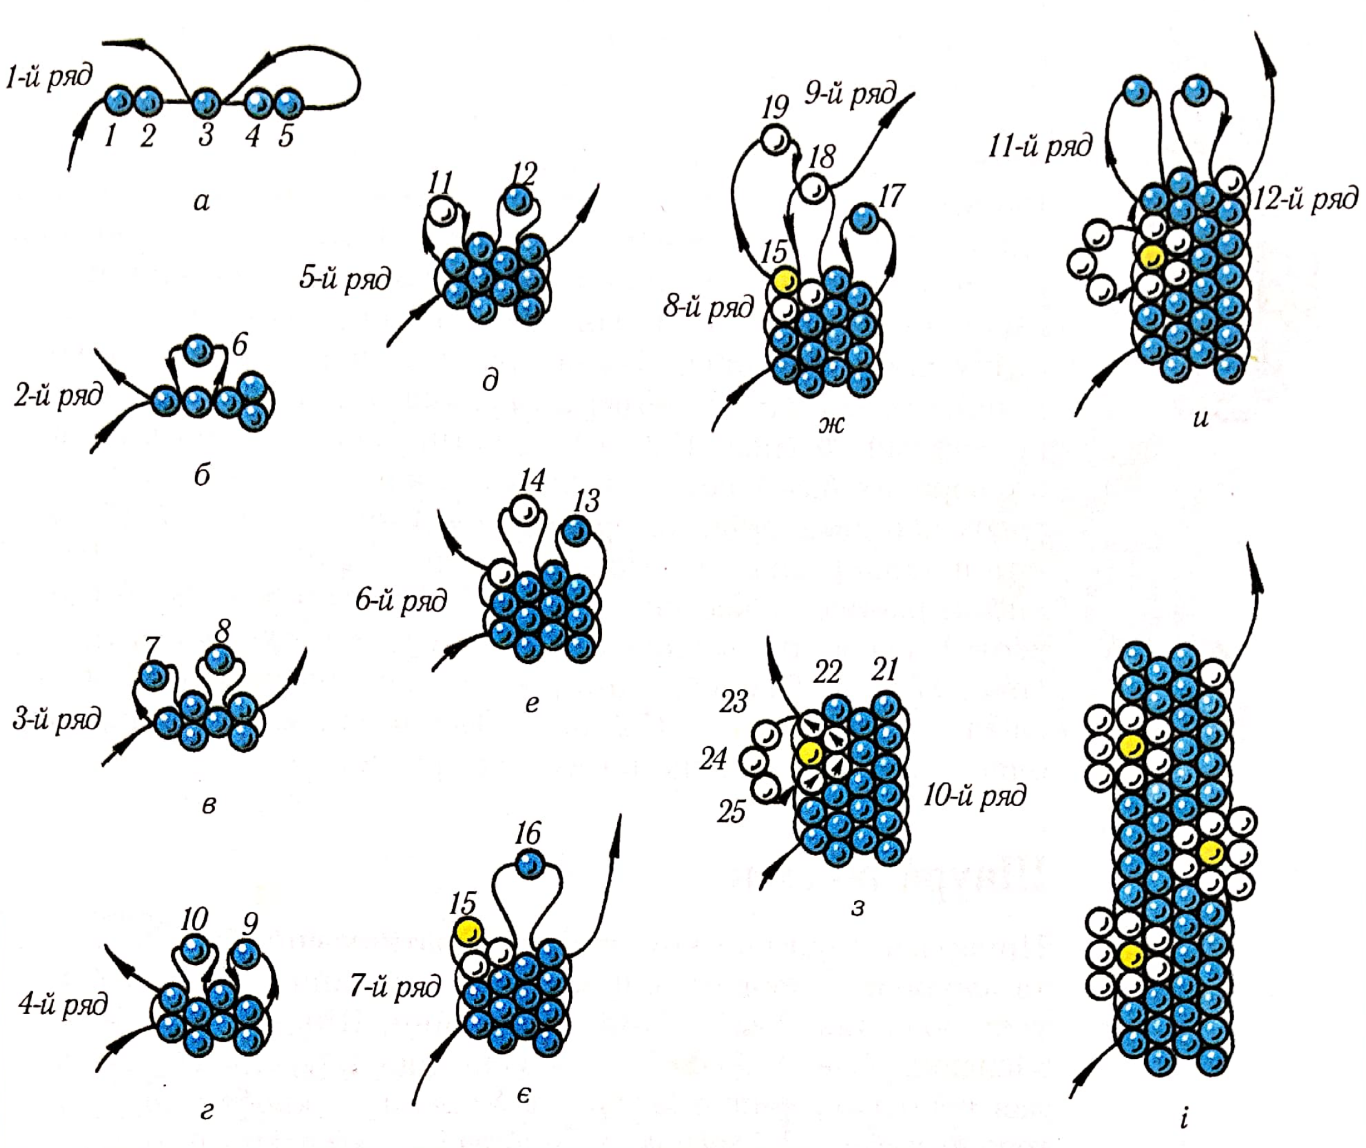 1-й ряд
1 2 3 4 5
а
2-й ряд
6
б
3-й ряд
7 8
в
4-й ряд
10 9
г
5-й ряд
11 12
д
6-й ряд
14 13
е
7-й ряд
15 16
є
8-й ряд
9-й ряд
19 18 17
15
ж
22 21
23
24
25
10-й ряд
з
11-й ряд
12-й ряд
и
і